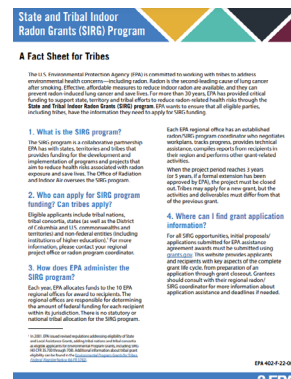 State and Tribal Indoor
Radon Grants (SIRG) Program
A Fact Sheet for Tribes
The U.S. Environmental Protection Agency (EPA) is committed to working with tribes to address
environmental health concerns—including radon. Radon is the second-leading cause of lung cancer
after smoking. Effective, affordable measures to reduce indoor radon are available, and they can
prevent radon-induced lung cancer and save lives. For more than 30 years, EPA has provided critical
funding to support state, territory and tribal efforts to reduce radon-related health risks through the
State and Tribal Indoor Radon Grants (SIRG) program. EPA wants to ensure that all eligible parties,
including tribes, have the information they need to apply for SIRG funding.
1. What is the SIRG program?
The SIRG program is a collaborative partnership
EPA has with states, territories and tribes that
provides funding for the development and
implementation of programs and projects that
aim to reduce health risks associated with radon
exposure and save lives. The Office of Radiation
and Indoor Air oversees the SIRG program.
2. Who can apply for SIRG program
funding? Can tribes apply?
Eligible applicants include tribal nations,
tribal consortia, states (as well as the District
of Columbia and U.S. commonwealths and
territories) and non-federal entities (including
institutions of higher education).¹ For more
information, please contact your regional
project office or radon program coordinator.
3. How does EPA administer the
SIRG program?
Each year, EPA allocates funds to the 10 EPA
regional offices for award to recipients. The
regional offices are responsible for determining
the amount of federal funding for each recipient
within its jurisdiction. There is no statutory or
national tribal allocation for the SIRG program.
Each EPA regional office has an established
radon/SIRG program coordinator who negotiates
workplans, tracks progress, provides technical
assistance, compiles reports from recipients in
their region and performs other grant-related
activities.
When the project period reaches 3 years
(or 5 years, if a formal extension has been
approved by EPA), the project must be closed
out. Tribes may apply for a new grant, but the
activities and deliverables must differ from that
of the previous grant.
4. Where can I find grant application
information?
For all SIRG opportunities, initial proposals/
applications submitted for EPA assistance
agreement awards must be submitted using
grants.gov. This website provides applicants
and recipients with key aspects of the complete
grant life cycle, from preparation of an
application through grant closeout. Grantees
should consult with their regional radon/
SIRG coordinator for more information about
application assistance and deadlines if needed.
EPA 402-F-22-0